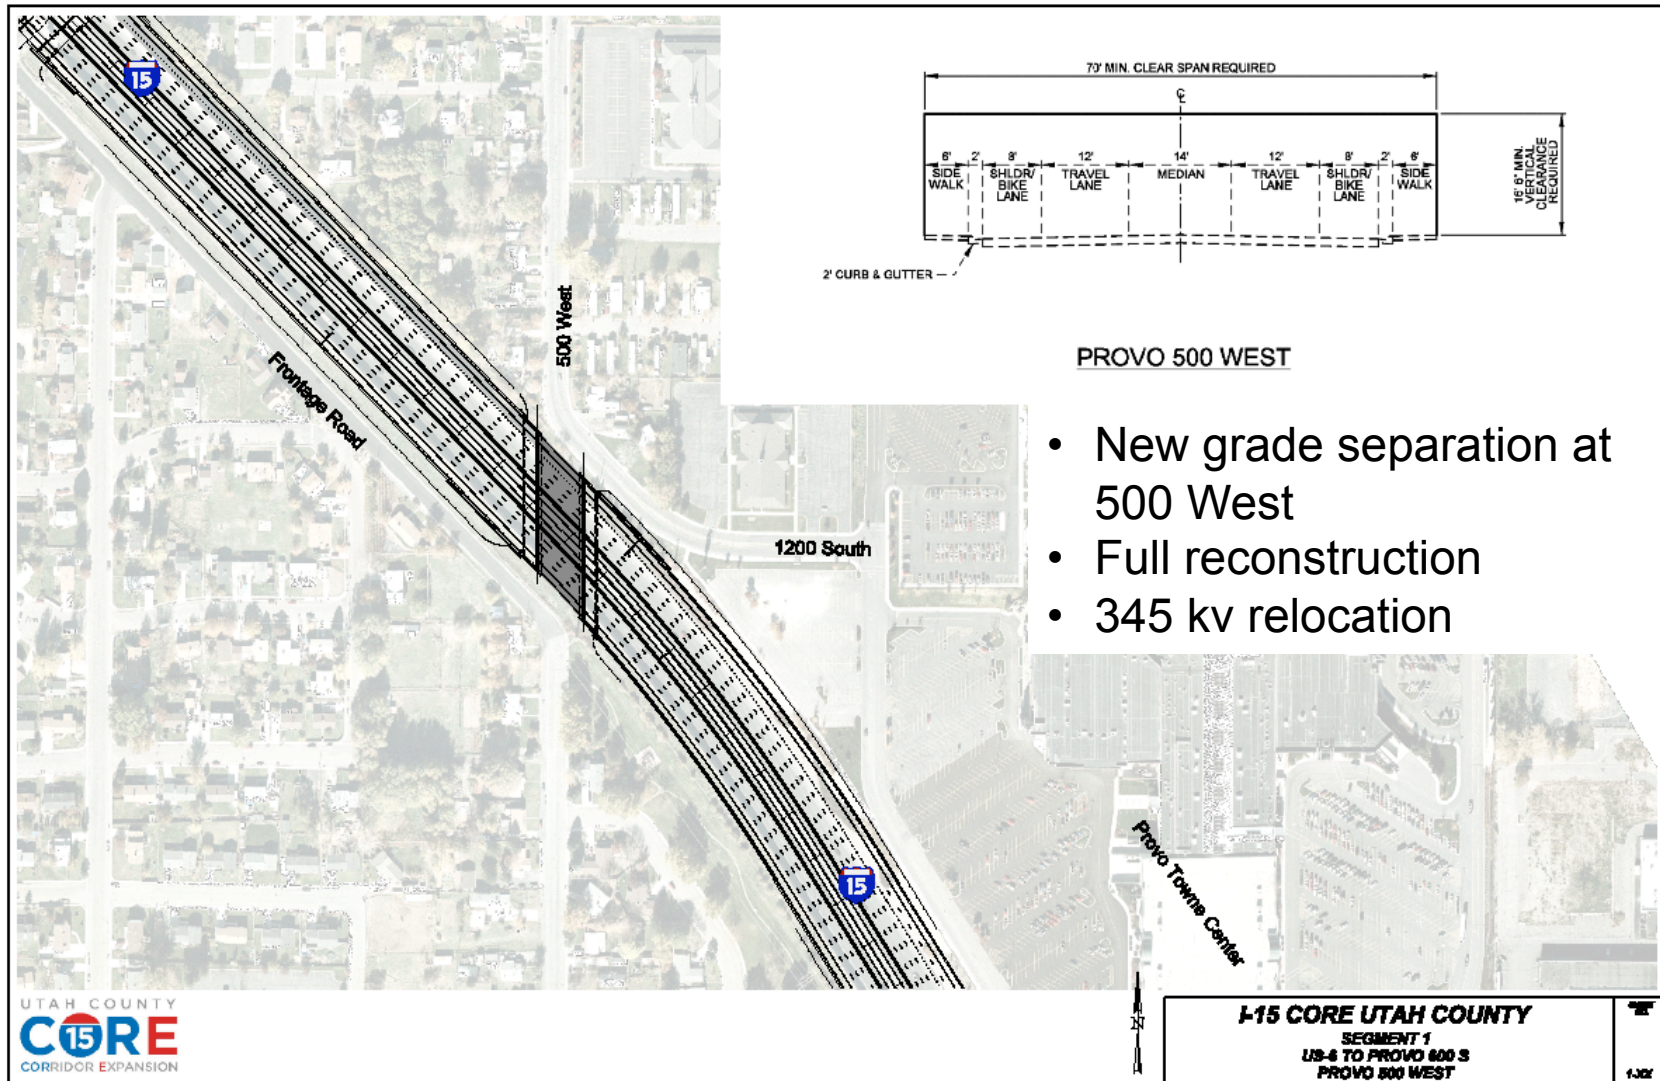 70' MIN. CLEAR SPAN REQUIRED
6' 2' 8' 12' 14' 12' 8' 2' 6'
SIDE WALK SHLDR/ BIKE LANE TRAVEL LANE MEDIAN TRAVEL LANE SHLDR/ BIKE LANE SIDE WALK
16' 6" MIN. VERTICAL CLEARANCE REQUIRED
2' CURB & GUTTER
PROVO 500 WEST
15
500 West
Frontage Road
• New grade separation at
500 West
• Full reconstruction
• 345 kv relocation
1200 South
15
Provo Towne Center
N
UTAH COUNTY
C15RE
CORRIDOR EXPANSION
I-15 CORE UTAH COUNTY
SEGMENT 1
US-6 TO PROVO 600 S
PROVO 500 WEST
1-XX